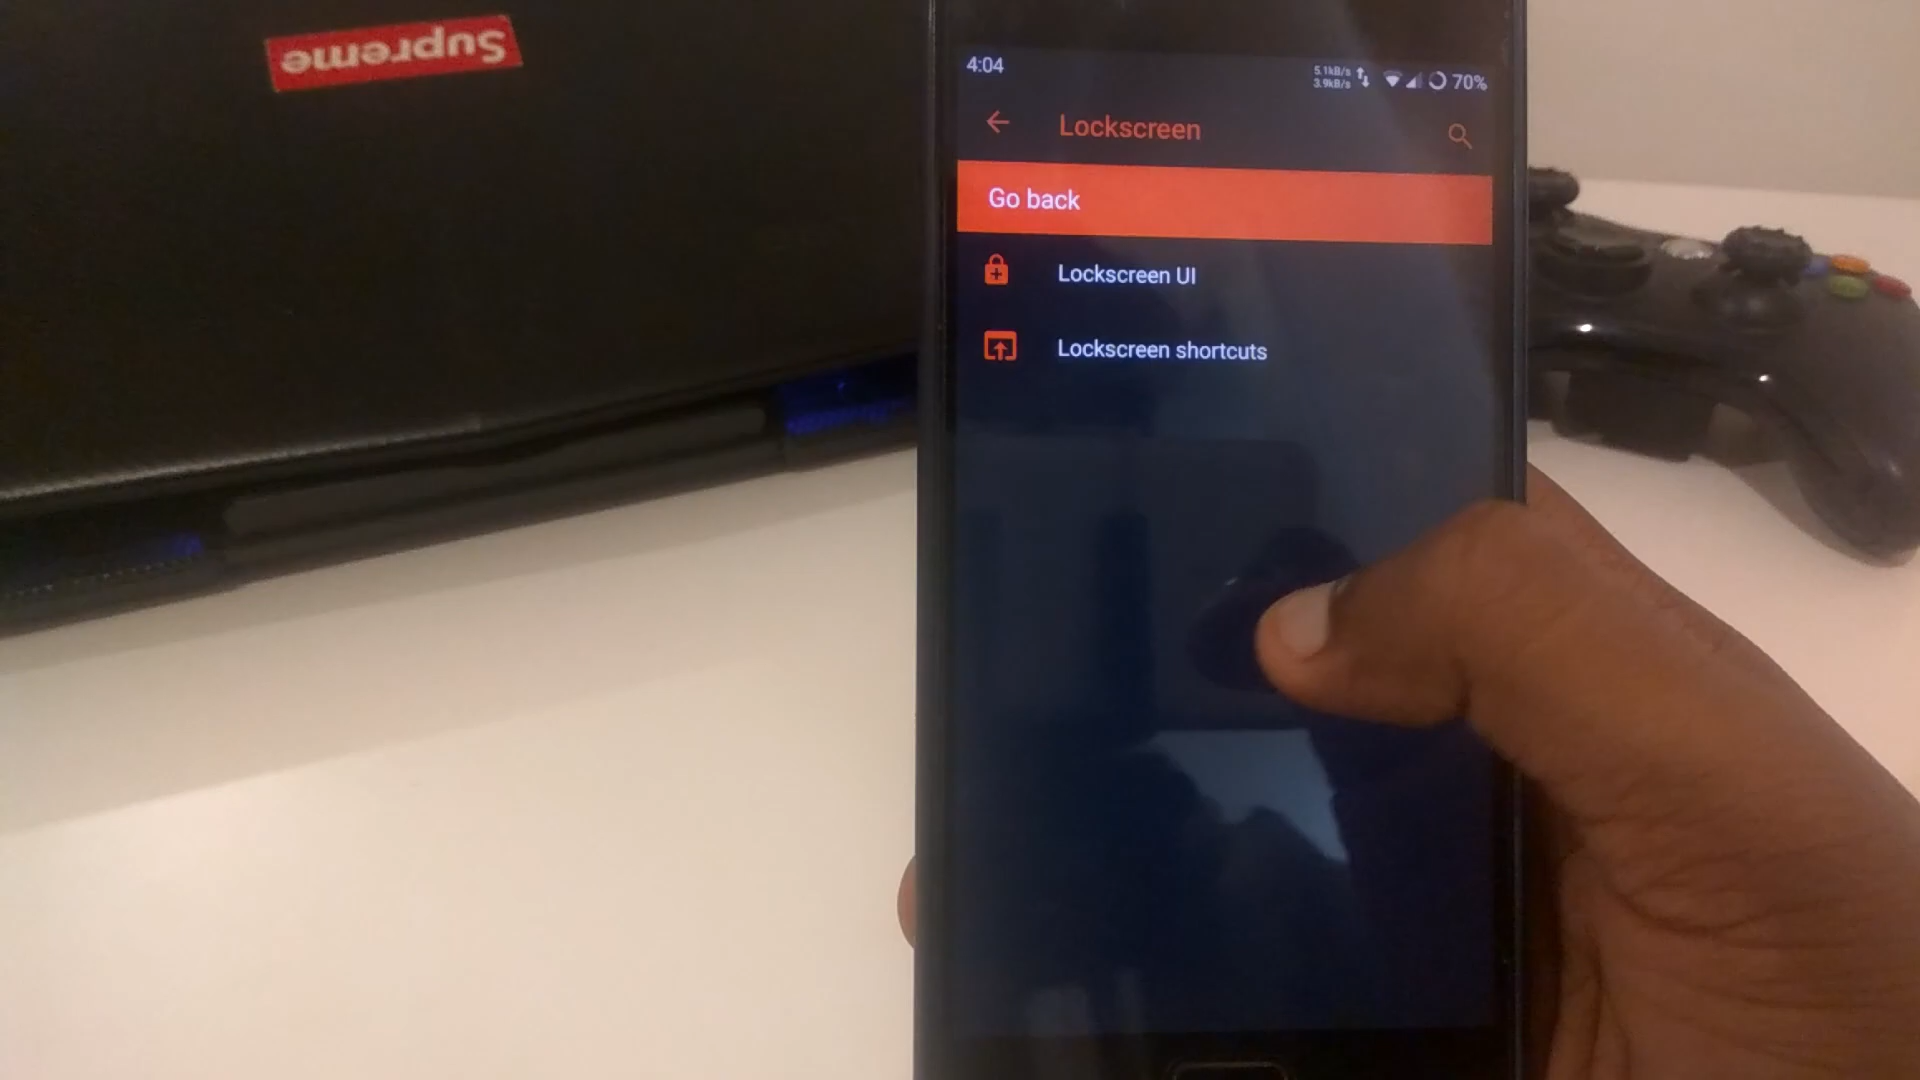 Supreme
4:04
5.1kB/s
3.9kB/s
70%
Lockscreen
Go back
Lockscreen UI
Lockscreen shortcuts